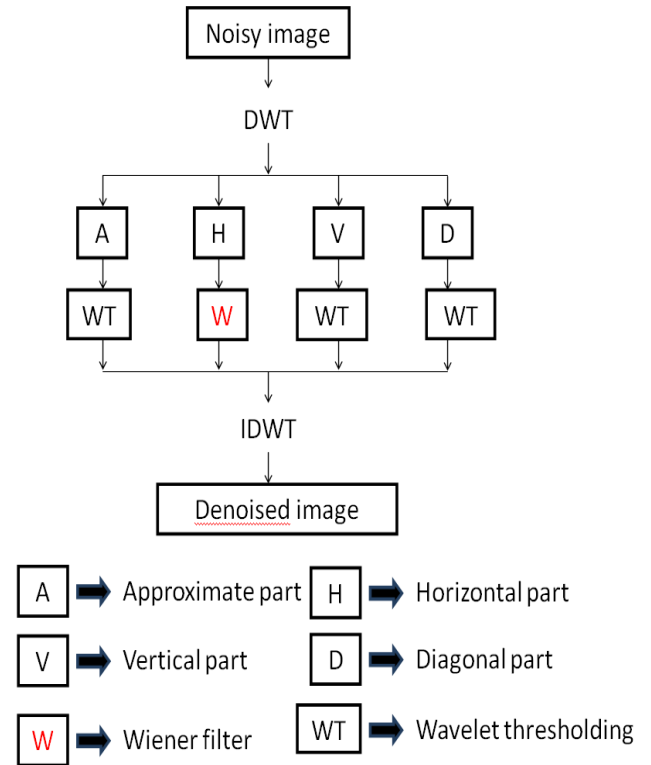 Noisy image
DWT
A H V D
WT W WT WT
IDWT
Denoised image
A Approximate part H Horizontal part
V Vertical part D Diagonal part
W Wiener filter WT Wavelet thresholding